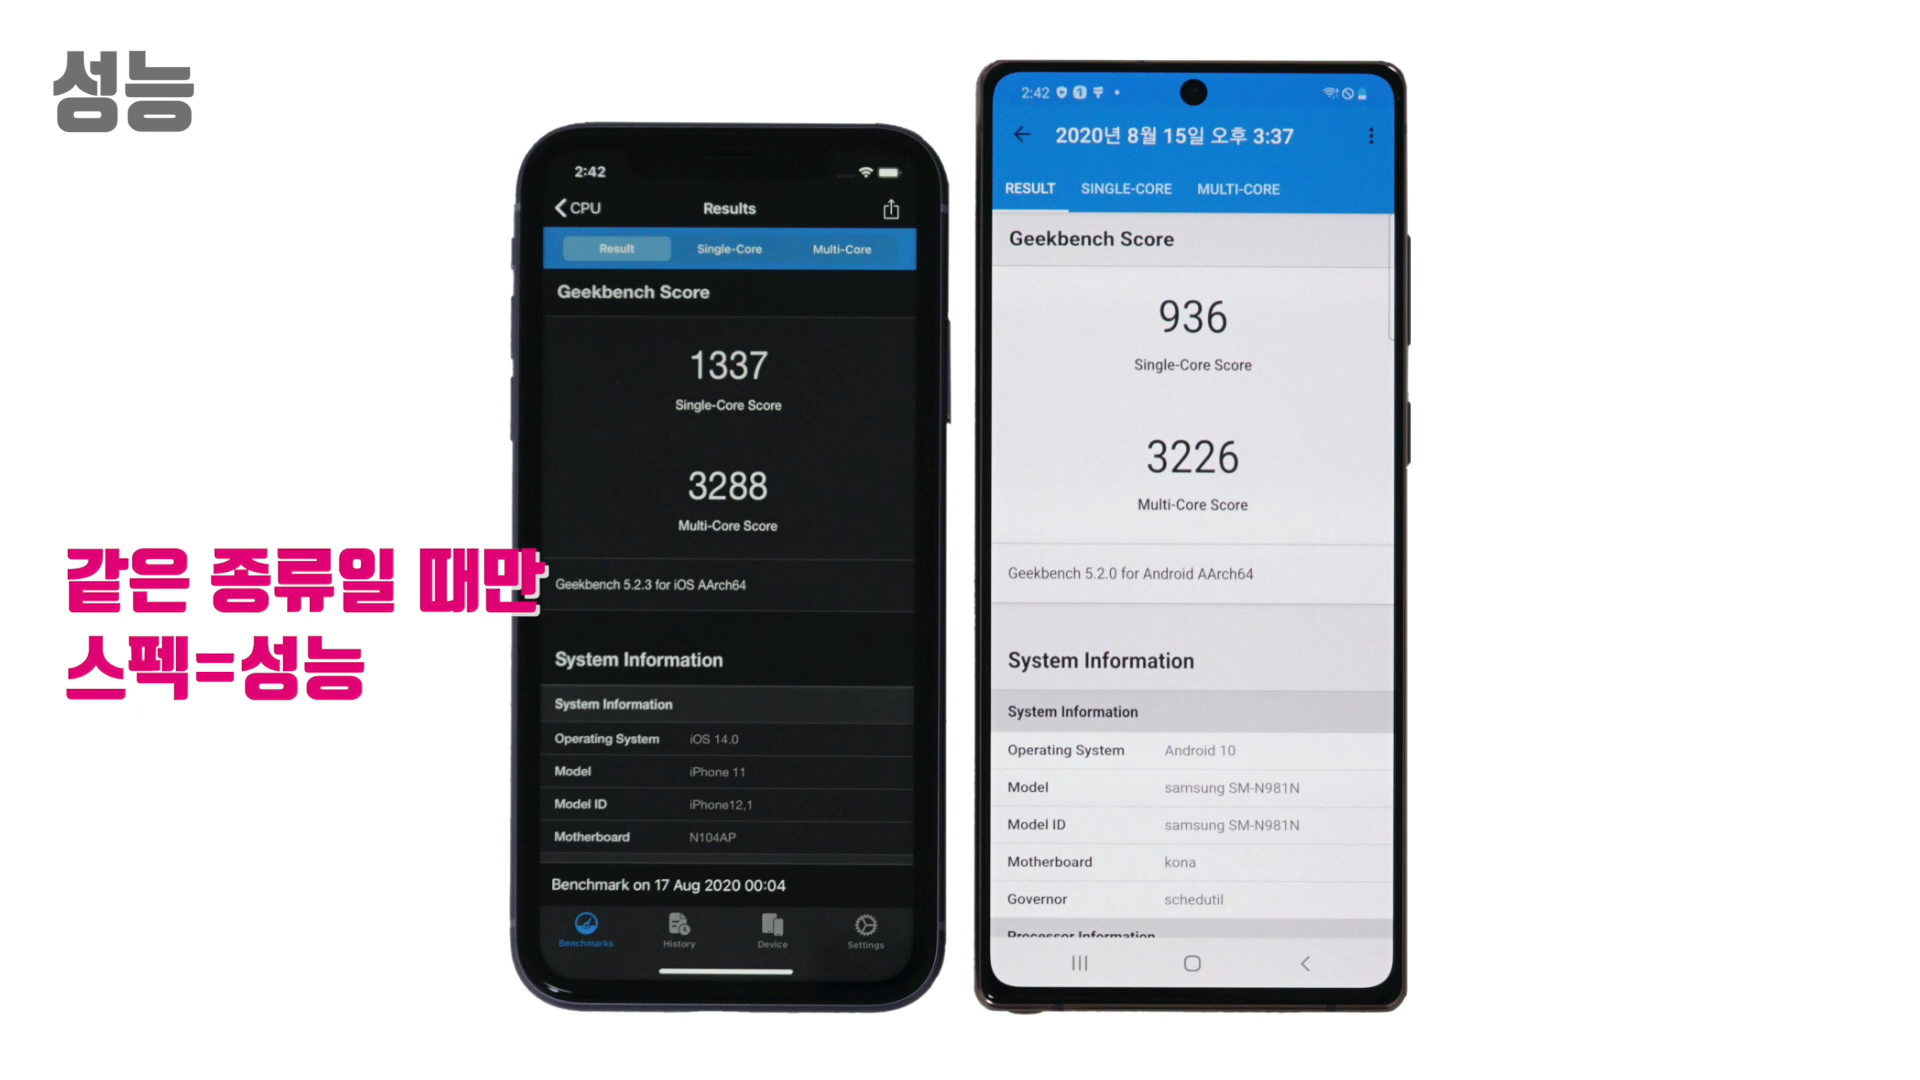 성능
같은 종류일 때만
스펙=성능
2:42
CPU
Results
Result Single-Core Multi-Core
Geekbench Score
1337
Single-Core Score
3288
Multi-Core Score
Geekbench 5.2.3 for iOS AArch64
System Information
System Information
Operating System iOS 14.0
Model iPhone 11
Model ID iPhone12,1
Motherboard N104AP
Benchmark on 17 Aug 2020 00:04
Benchmarks History Device Settings
2:42
2020년 8월 15일 오후 3:37
RESULT SINGLE-CORE MULTI-CORE
Geekbench Score
936
Single-Core Score
3226
Multi-Core Score
Geekbench 5.2.0 for Android AArch64
System Information
System Information
Operating System Android 10
Model samsung SM-N981N
Model ID samsung SM-N981N
Motherboard kona
Governor schedutil
Processor Information